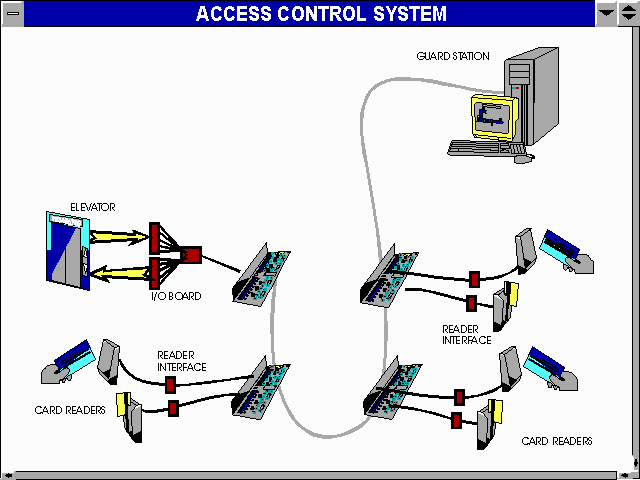 ACCESS CONTROL SYSTEM
GUARD STATION
ELEVATOR
I/O BOARD
READER
INTERFACE
READER
INTERFACE
CARD READERS
CARD READERS